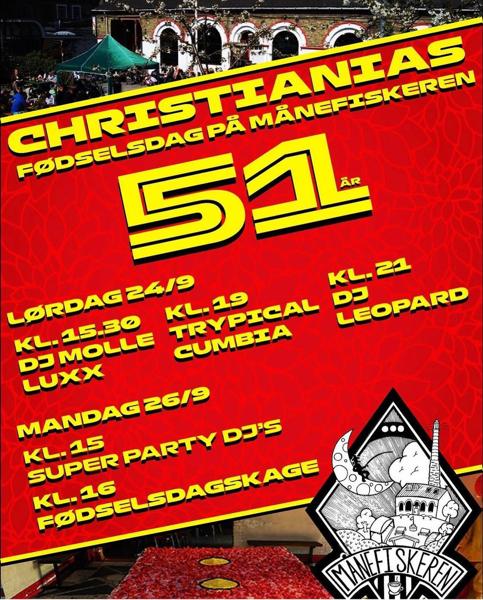 CHRISTIANIAS
FØDSELSDAG PÅ MÅNEFISKEREN
51 ÅR
LØRDAG 24/9
KL. 15.30
DJ MOLLE
LUXX
KL. 19
TRYPICAL
CUMBIA
KL. 21
DJ
LEOPARD
MANDAG 26/9
KL. 15
SUPER PARTY DJ'S
KL. 16
FØDSELSDAGSKAGE
MÅNEFISKEREN